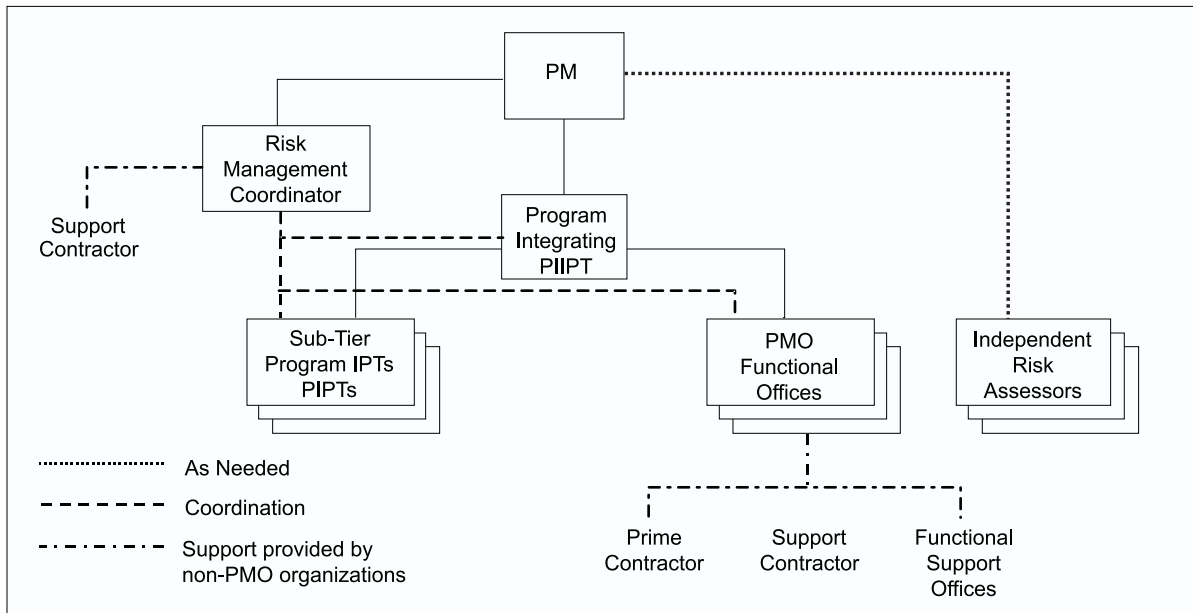 PM
Risk
Management
Coordinator
Support
Contractor
Program
Integrating
PIIPT
Sub-Tier
Program IPTs
PIPTs
PMO
Functional
Offices
Independent
Risk
Assessors
As Needed
Coordination
Support provided by
non-PMO organizations
Prime
Contractor
Support
Contractor
Functional
Support
Offices